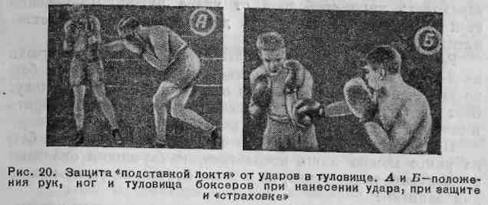 А
Б
Рис. 20. Защита "подставкой локтя" от ударов в туловище. А и Б—положе-
ния рук, ног и туловища боксеров при нанесении удара, при защите
и «страховке»